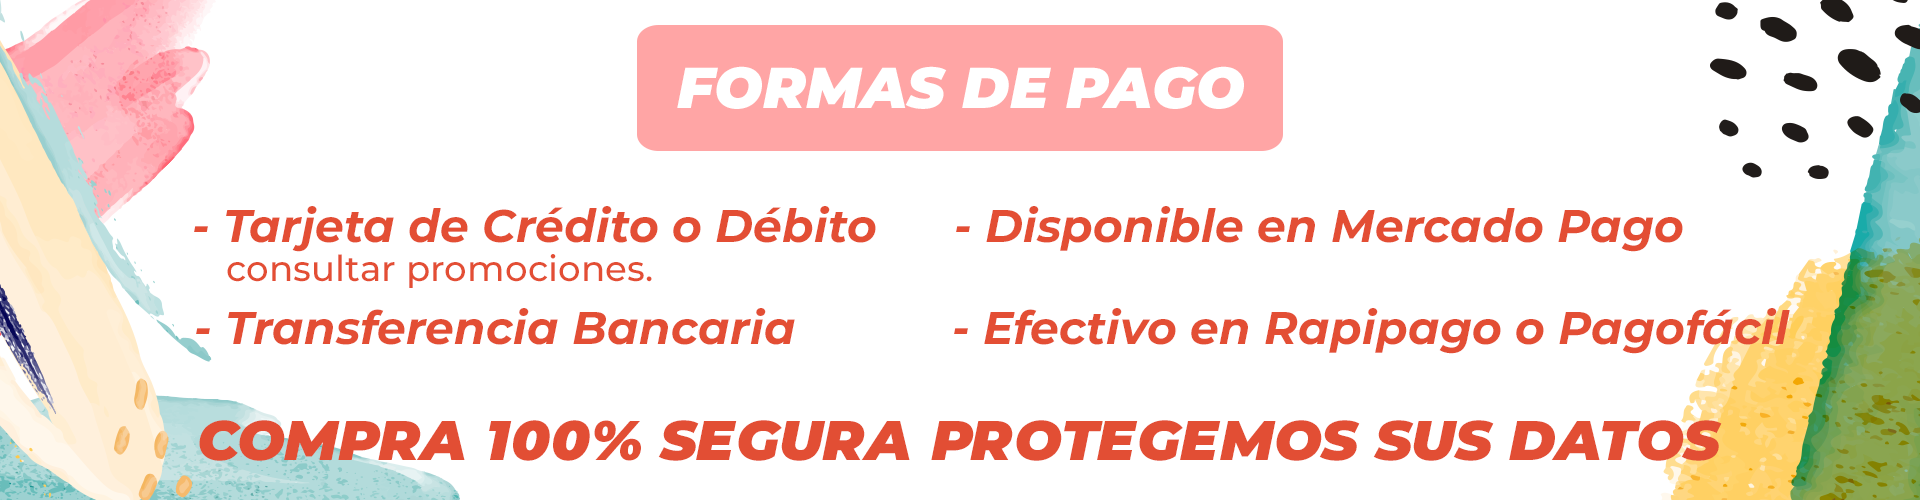 FORMAS DE PAGO
- Tarjeta de Crédito o Débito
consultar promociones.
- Transferencia Bancaria
- Disponible en Mercado Pago
- Efectivo en Rapipago o Pagofácil
COMPRA 100% SEGURA PROTEGEMOS SUS DATOS